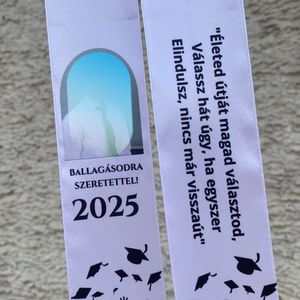 BALLAGÁSODRA
SZERETETTEL!
2025
"Életed útját magad választod,
Válassz hát úgy, ha egyszer
Elindulsz, nincs már visszaút"